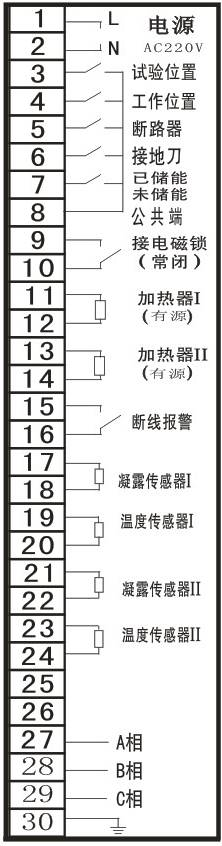 1 L 电源
2 N AC220V
3 试验位置
4 工作位置
5 断路器
6 接地刀
7 已储能
未储能
8 公共端
9 接电磁锁
10 (常闭)
11 加热器I
12 (有源)
13 加热器II
14 (有源)
15
16 断线报警
17
18 凝露传感器I
19 温度传感器I
20
21
22 凝露传感器II
23 温度传感器II
24
25
26
27 A相
28 B相
29 C相
30